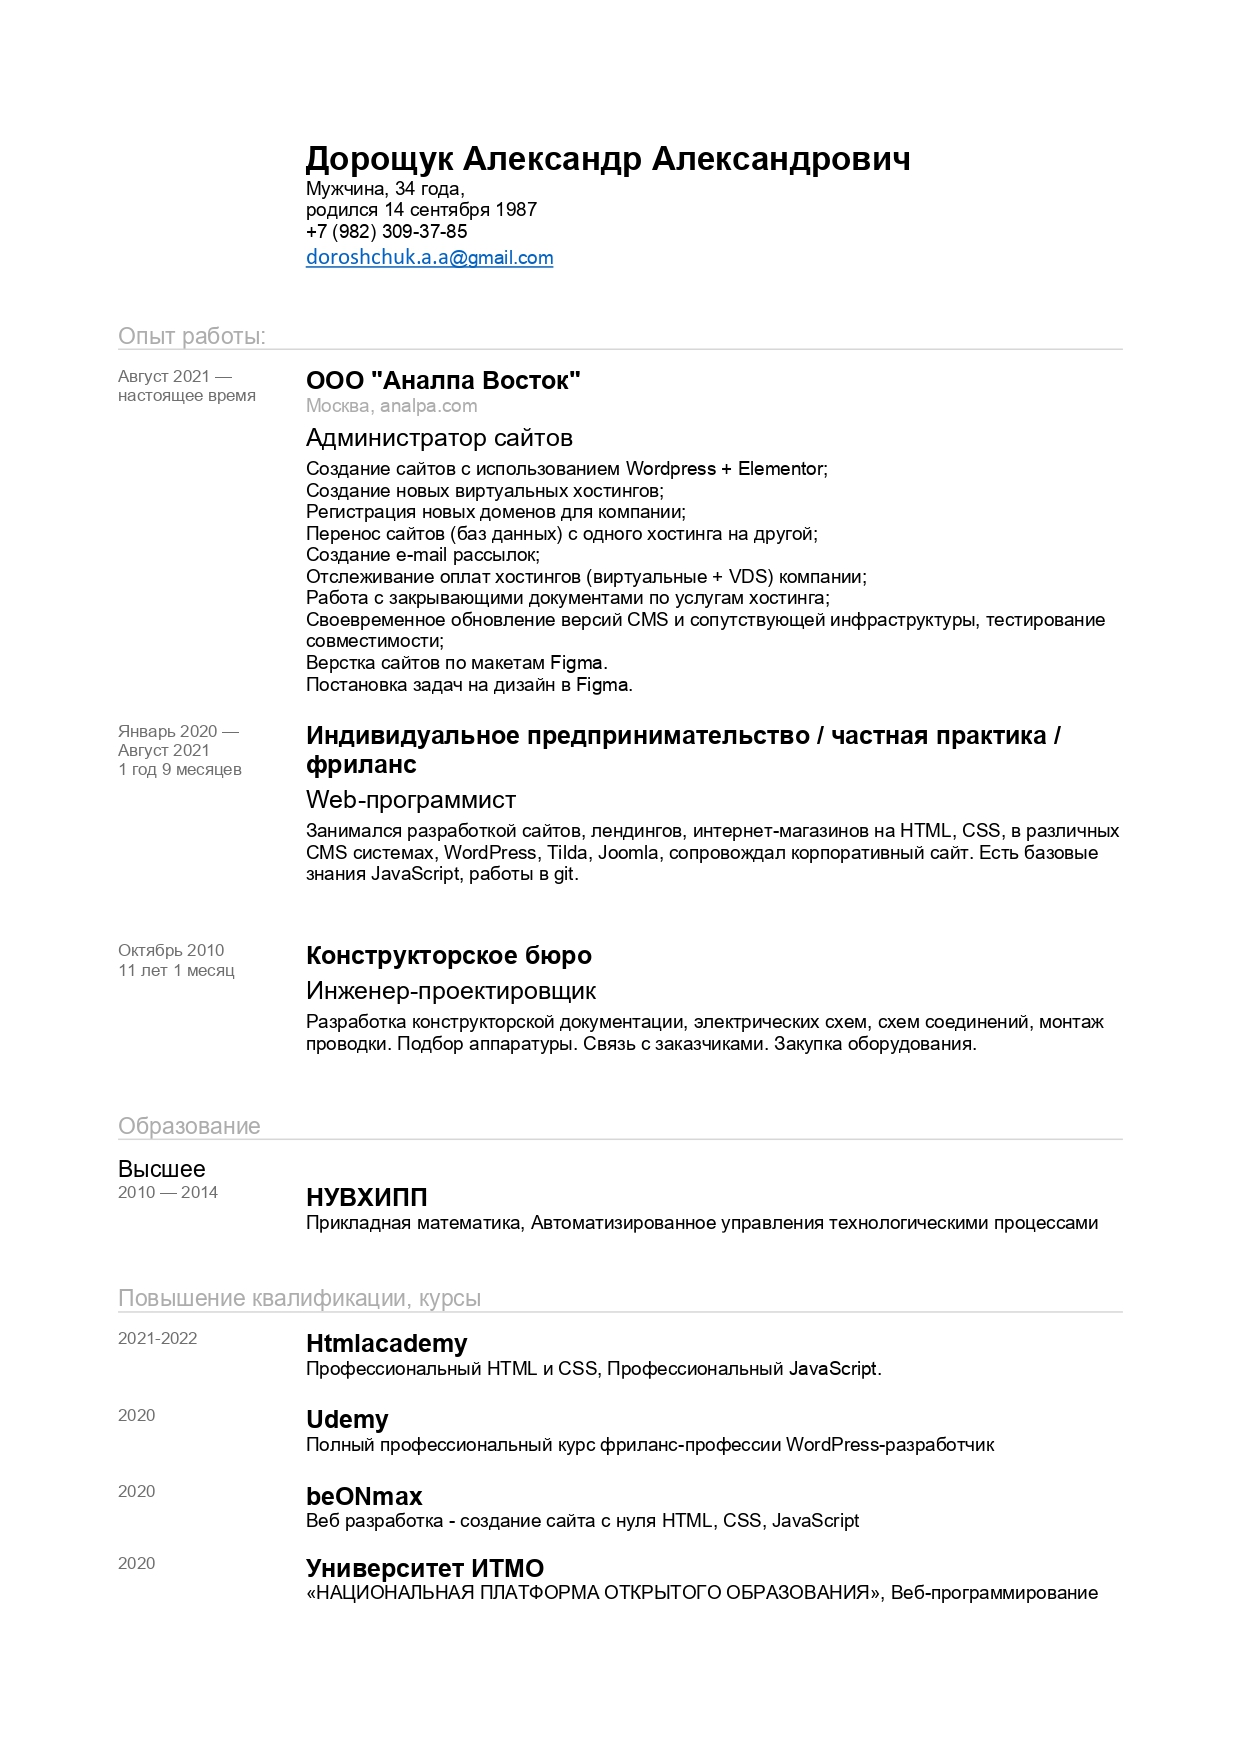 Дорощук Александр Александрович
Мужчина, 34 года,
родился 14 сентября 1987
+7 (982) 309-37-85
doroshchuk.a.a@gmail.com
Опыт работы:
Август 2021 —
настоящее время
ООО "Аналпа Восток"
Москва, analpa.com
Администратор сайтов
Создание сайтов с использованием Wordpress + Elementor;
Создание новых виртуальных хостингов;
Регистрация новых доменов для компании;
Перенос сайтов (баз данных) с одного хостинга на другой;
Создание e-mail рассылок;
Отслеживание оплат хостингов (виртуальные + VDS) компании;
Работа с закрывающими документами по услугам хостинга;
Своевременное обновление версий CMS и сопутствующей инфраструктуры, тестирование
совместимости;
Верстка сайтов по макетам Figma.
Постановка задач на дизайн в Figma.
Январь 2020 —
Август 2021
1 год 9 месяцев
Индивидуальное предпринимательство / частная практика /
фриланс
Web-программист
Занимался разработкой сайтов, лендингов, интернет-магазинов на HTML, CSS, в различных
CMS системах, WordPress, Tilda, Joomla, сопровождал корпоративный сайт. Есть базовые
знания JavaScript, работы в git.
Октябрь 2010
11 лет 1 месяц
Конструкторское бюро
Инженер-проектировщик
Разработка конструкторской документации, электрических схем, схем соединений, монтаж
проводки. Подбор аппаратуры. Связь с заказчиками. Закупка оборудования.
Образование
Высшее
2010 — 2014
НУВХИПП
Прикладная математика, Автоматизированное управления технологическими процессами
Повышение квалификации, курсы
2021-2022
Htmlacademy
Профессиональный HTML и CSS, Профессиональный JavaScript.
2020
Udemy
Полный профессиональный курс фриланс-профессии WordPress-разработчик
2020
beONmax
Веб разработка - создание сайта с нуля HTML, CSS, JavaScript
2020
Университет ИТМО
«НАЦИОНАЛЬНАЯ ПЛАТФОРМА ОТКРЫТОГО ОБРАЗОВАНИЯ», Веб-программирование